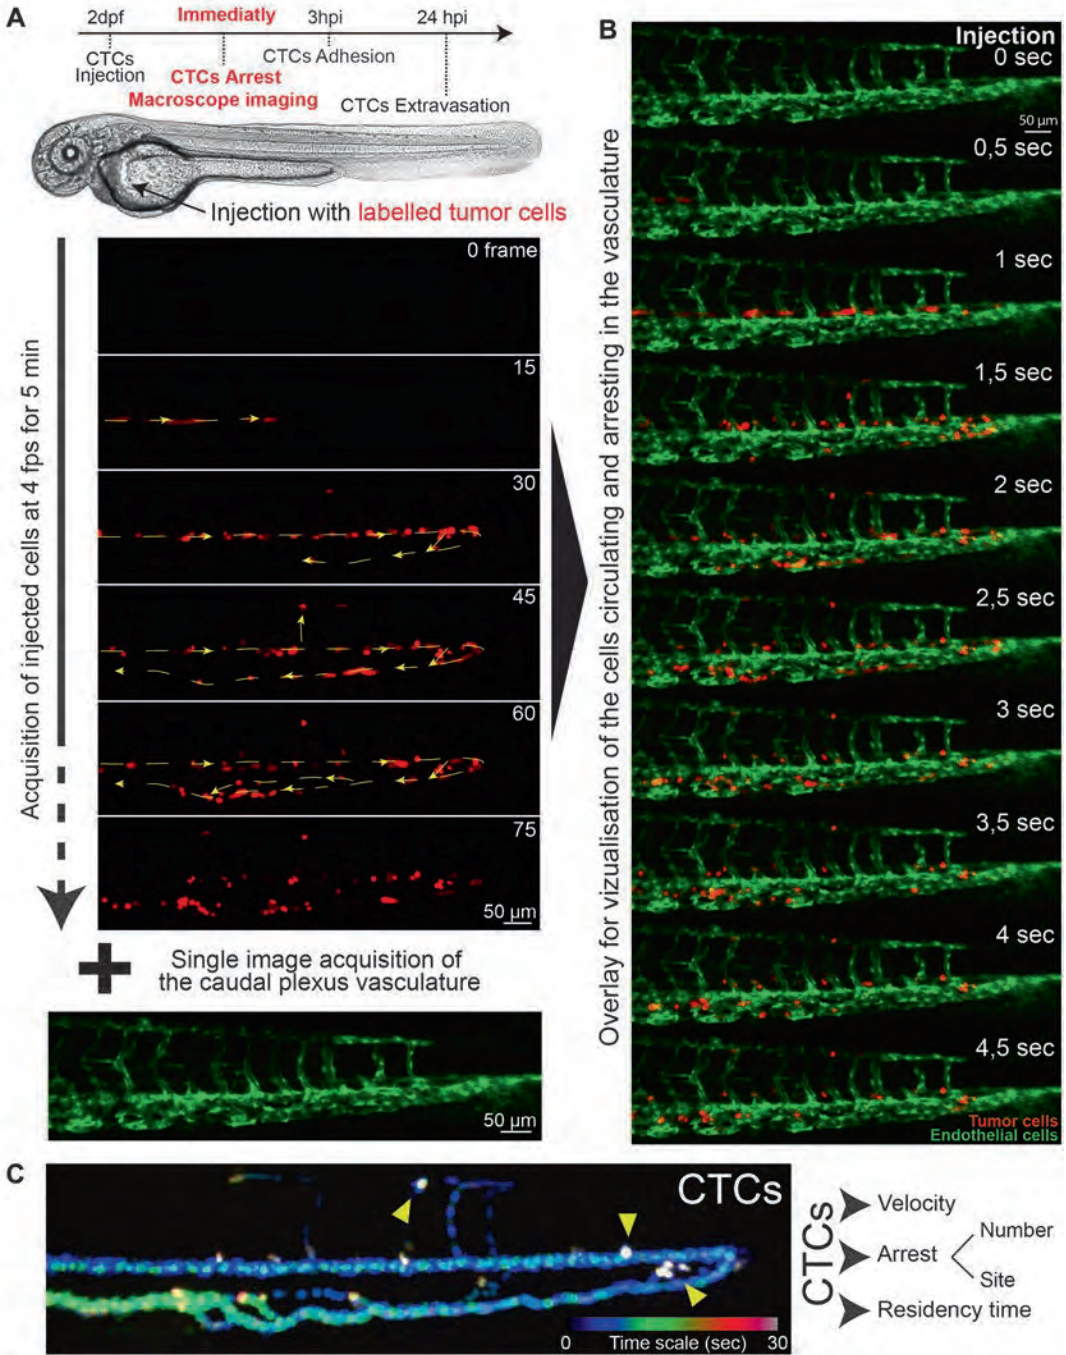 A
2dpf
Immediatly
3hpi
24 hpi
CTCs
Injection
CTCs Arrest
Macroscope imaging
CTCs Adhesion
CTCs Extravasation
Injection with labelled tumor cells
Acquisition of injected cells at 4 fps for 5 min
0 frame
15
30
45
60
75
50 µm
Single image acquisition of
the caudal plexus vasculature
50 µm
Overlay for vizualisation of the cells circulating and arresting in the vasculature
B
Injection
0 sec
50 µm
0,5 sec
1 sec
1,5 sec
2 sec
2,5 sec
3 sec
3,5 sec
4 sec
4,5 sec
Tumor cells
Endothelial cells
C
CTCs
0 Time scale (sec) 30
CTCs
Velocity
Arrest
Number
Site
Residency time